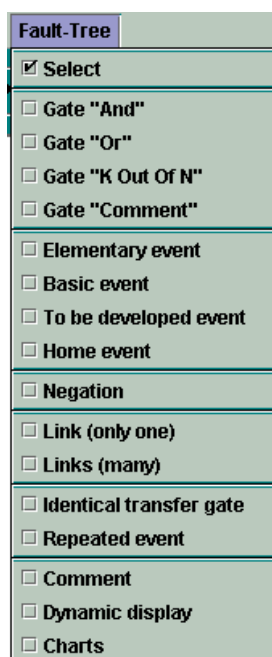 Fault-Tree
Select
Gate "And"
Gate "Or"
Gate "K Out Of N"
Gate "Comment"
Elementary event
Basic event
To be developed event
Home event
Negation
Link (only one)
Links (many)
Identical transfer gate
Repeated event
Comment
Dynamic display
Charts